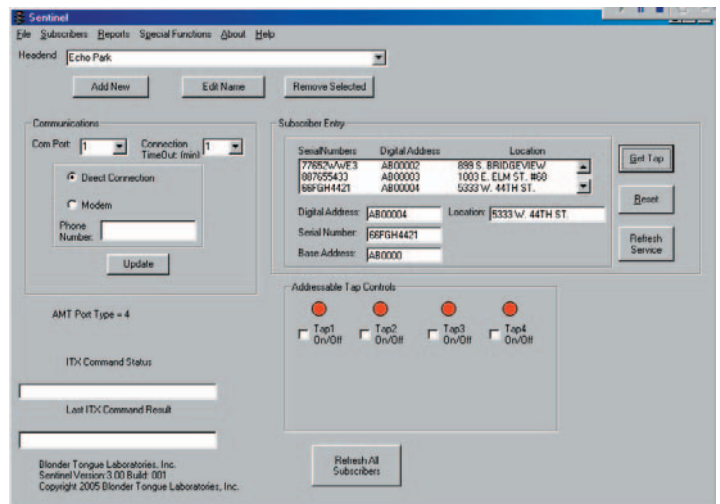 Sentinel
File Subscribers Reports Special Functions About Help
Headend Echo Park
Add New Edit Name Remove Selected
Communications
Com Port: 1 Connection TimeOut: (min) 1
Direct Connection
Modem
Phone Number:
Update
Subscriber Entry
SerialNumbers Digital Address Location
77652WWE3 AB00002 899 S. BRIDGEVIEW
887655433 AB00003 1003 E. ELM ST. #60
66FGH4421 AB00004 5333 W. 44TH ST.
Digital Address: AB00004 Location: 5333 W. 44TH ST.
Serial Number: 66FGH4421
Base Address: AB0000
Get Tap
Reset
Refresh Service
AMT Port Type = 4
ITX Command Status
Last ITX Command Result
Addressable Tap Controls
Tap1 On/Off
Tap2 On/Off
Tap3 On/Off
Tap4 On/Off
Refresh All Subscribers
Blonder Tongue Laboratories, Inc.
Sentinel Version 3.00 Build: 001
Copyright 2005 Blonder Tongue Laboratories, Inc.